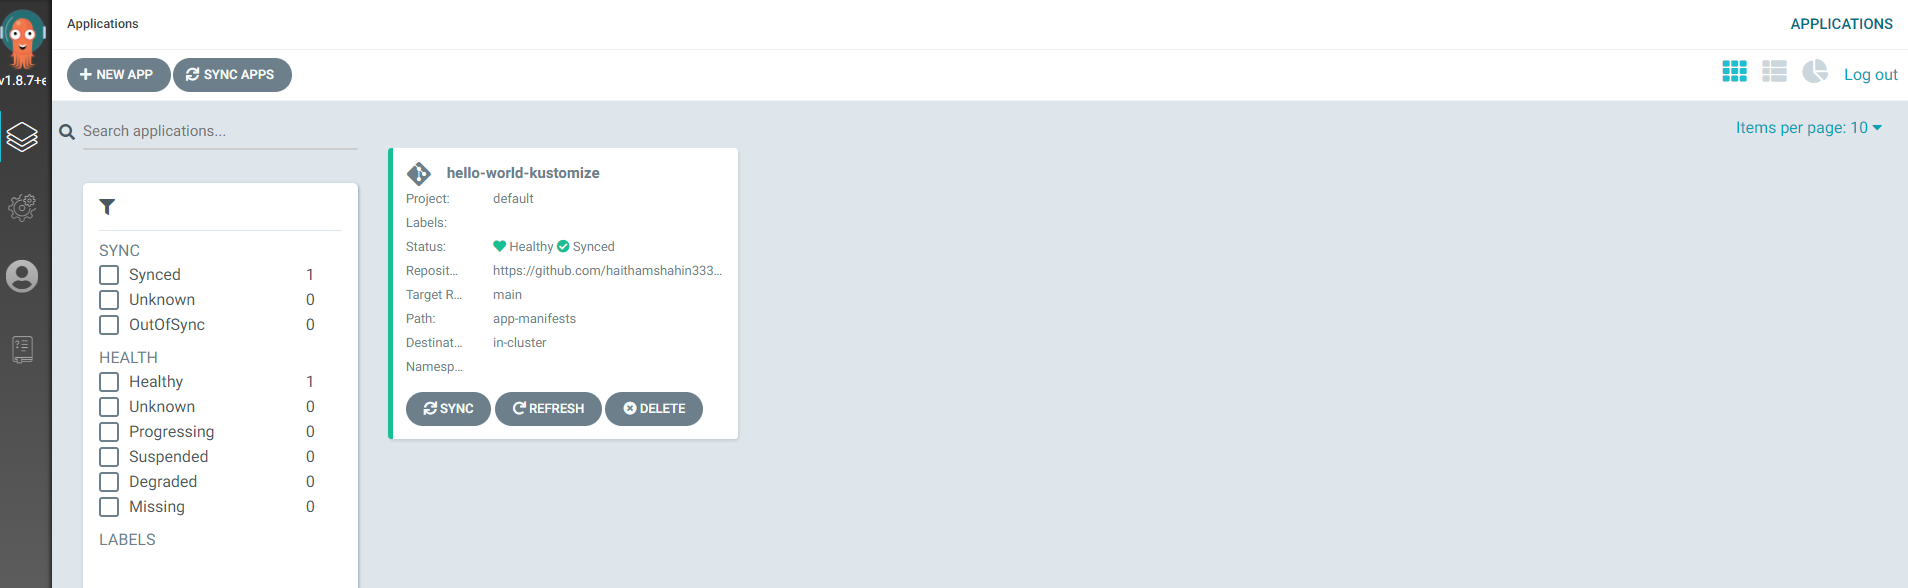 Applications
APPLICATIONS
v1.8.7+e
NEW APP
SYNC APPS
Log out
Search applications...
Items per page: 10
SYNC
Synced 1
Unknown 0
OutOfSync 0
HEALTH
Healthy 1
Unknown 0
Progressing 0
Suspended 0
Degraded 0
Missing 0
LABELS
hello-world-kustomize
Project: default
Labels:
Status: Healthy Synced
Reposit... https://github.com/haithamshahin333...
Target R... main
Path: app-manifests
Destinat... in-cluster
Namesp...
SYNC
REFRESH
DELETE